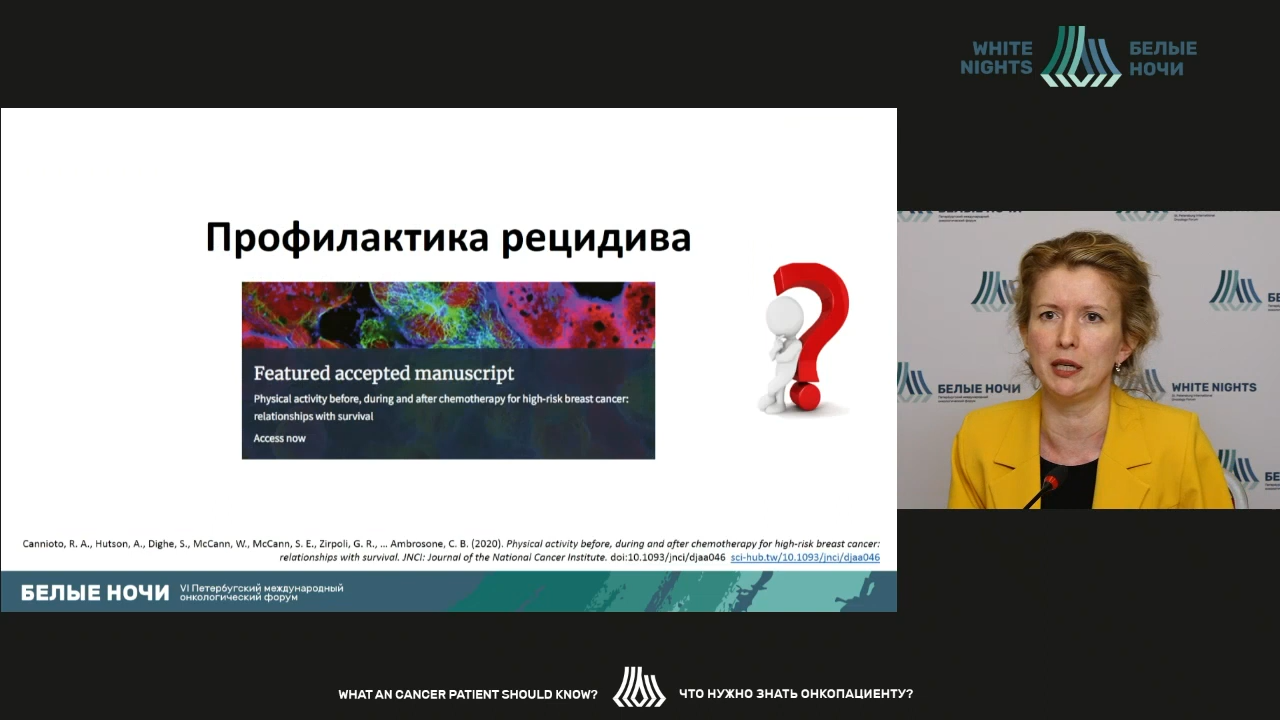 WHITE
NIGHTS
БЕЛЫЕ
НОЧИ
Профилактика рецидива
Featured accepted manuscript
Physical activity before, during and after chemotherapy for high-risk breast cancer:
relationships with survival
Access now
Cannioto, R. A., Hutson, A., Dighe, S., McCann, W., McCann, S. E., Zirpoli, G. R., … Ambrosone, C. B. (2020). Physical activity before, during and after chemotherapy for high-risk breast cancer:
relationships with survival. JNCI: Journal of the National Cancer Institute. doi:10.1093/jnci/djaa046 sci-hub.tw/10.1093/jnci/djaa046
БЕЛЫЕ НОЧИ
VI Петербугский международный
онкологический форум
БЕЛЫЕ НОЧИ
WHITE NIGHTS
WHAT AN CANCER PATIENT SHOULD KNOW?
ЧТО НУЖНО ЗНАТЬ ОНКОПАЦИЕНТУ?